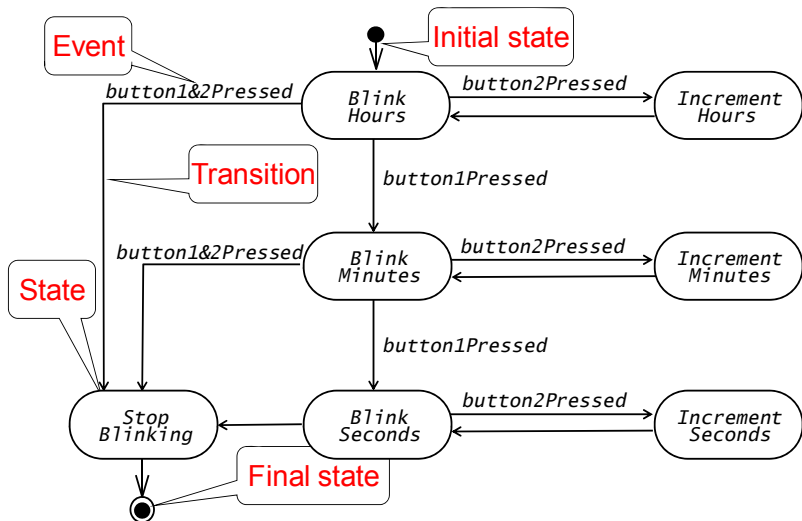 Event
Initial state
button1&2Pressed
Blink
Hours
button2Pressed
Increment
Hours
Transition
button1Pressed
button1&2Pressed
Blink
Minutes
button2Pressed
Increment
Minutes
State
button1Pressed
Stop
Blinking
Blink
Seconds
button2Pressed
Increment
Seconds
Final state